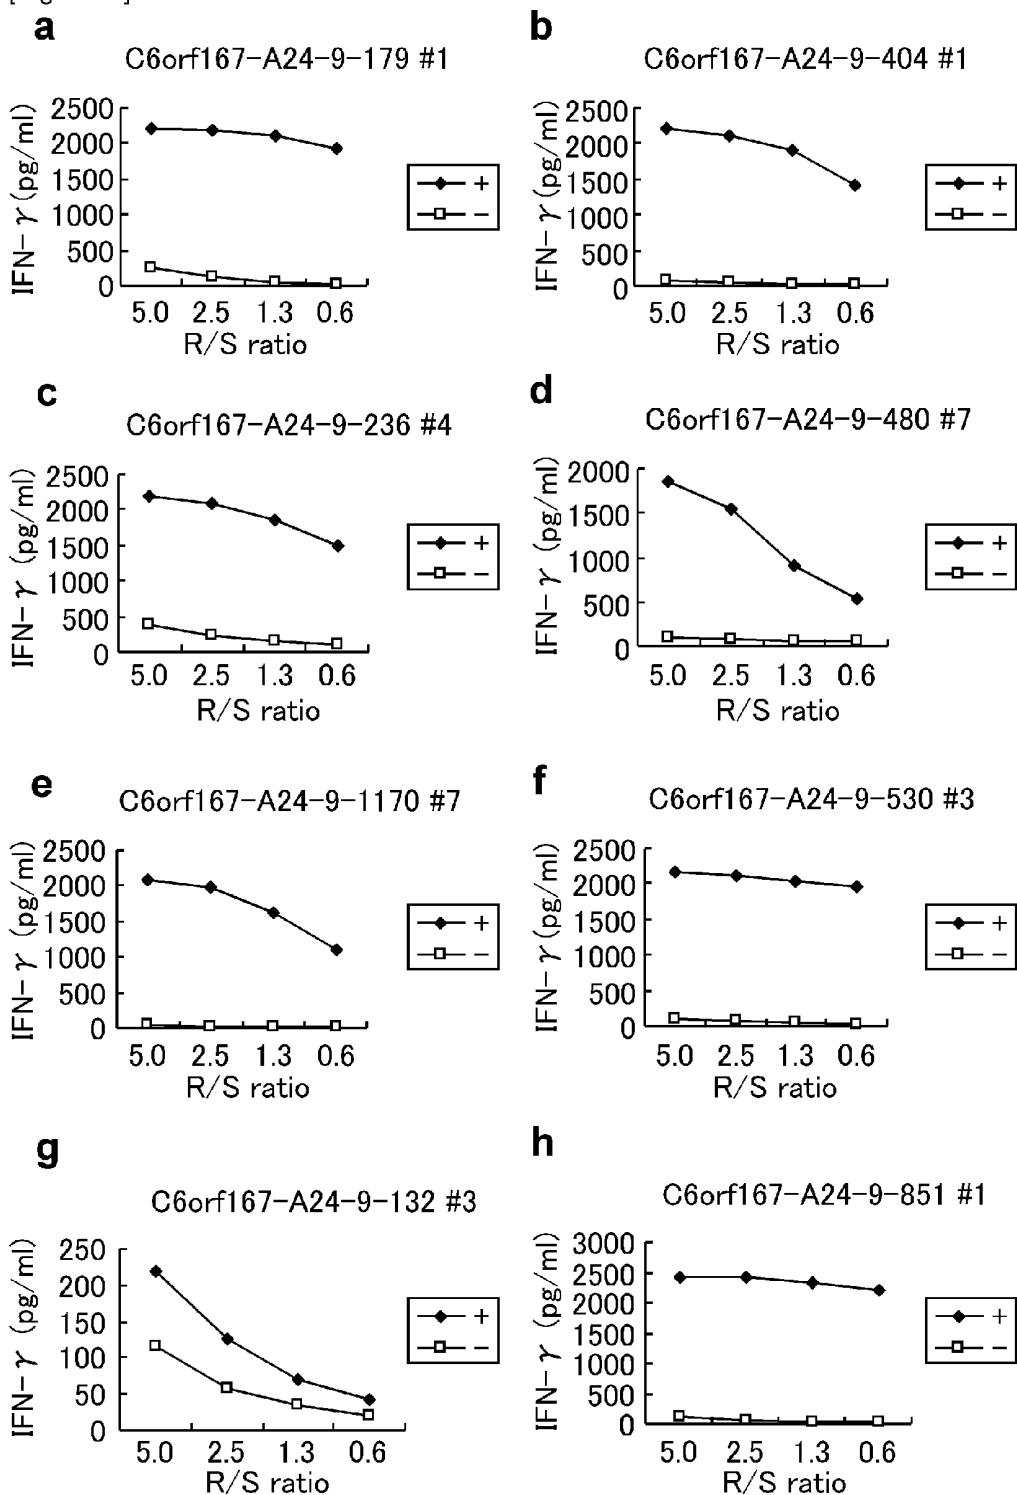 a
C6orf167-A24-9-179 #1
IFN-γ (pg/ml)
2500
2000
1500
1000
500
0
5.0 2.5 1.3 0.6
R/S ratio
+
−
b
C6orf167-A24-9-404 #1
IFN-γ (pg/ml)
2500
2000
1500
1000
500
0
5.0 2.5 1.3 0.6
R/S ratio
+
−
c
C6orf167-A24-9-236 #4
IFN-γ (pg/ml)
2500
2000
1500
1000
500
0
5.0 2.5 1.3 0.6
R/S ratio
+
−
d
C6orf167-A24-9-480 #7
IFN-γ (pg/ml)
2000
1500
1000
500
0
5.0 2.5 1.3 0.6
R/S ratio
+
−
e
C6orf167-A24-9-1170 #7
IFN-γ (pg/ml)
2500
2000
1500
1000
500
0
5.0 2.5 1.3 0.6
R/S ratio
+
−
f
C6orf167-A24-9-530 #3
IFN-γ (pg/ml)
2500
2000
1500
1000
500
0
5.0 2.5 1.3 0.6
R/S ratio
+
−
g
C6orf167-A24-9-132 #3
IFN-γ (pg/ml)
250
200
150
100
50
0
5.0 2.5 1.3 0.6
R/S ratio
+
−
h
C6orf167-A24-9-851 #1
IFN-γ (pg/ml)
3000
2500
2000
1500
1000
500
0
5.0 2.5 1.3 0.6
R/S ratio
+
−